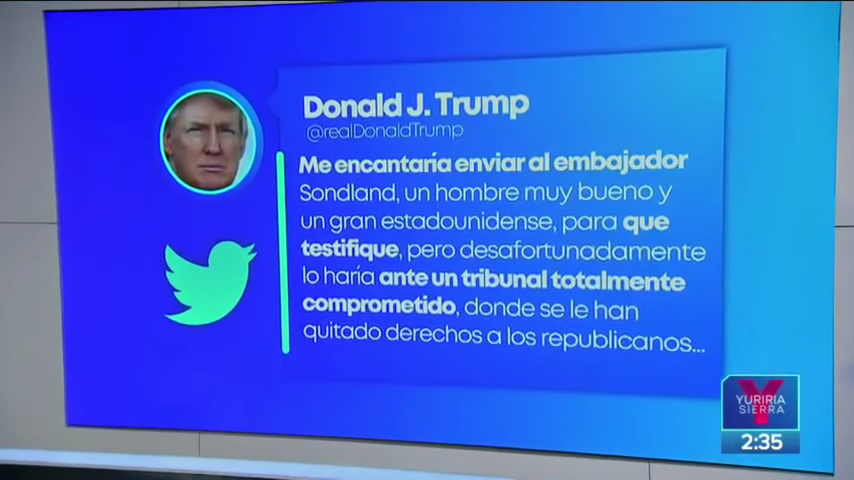 Donald J. Trump
@realDonaldTrump
Me encantaría enviar al embajador
Sondland, un hombre muy bueno y
un gran estadounidense, para que
testifique, pero desafortunadamente
lo haría ante un tribunal totalmente
comprometido, donde se le han
quitado derechos a los republicanos...
YURIRIA
SIERRA
2:35